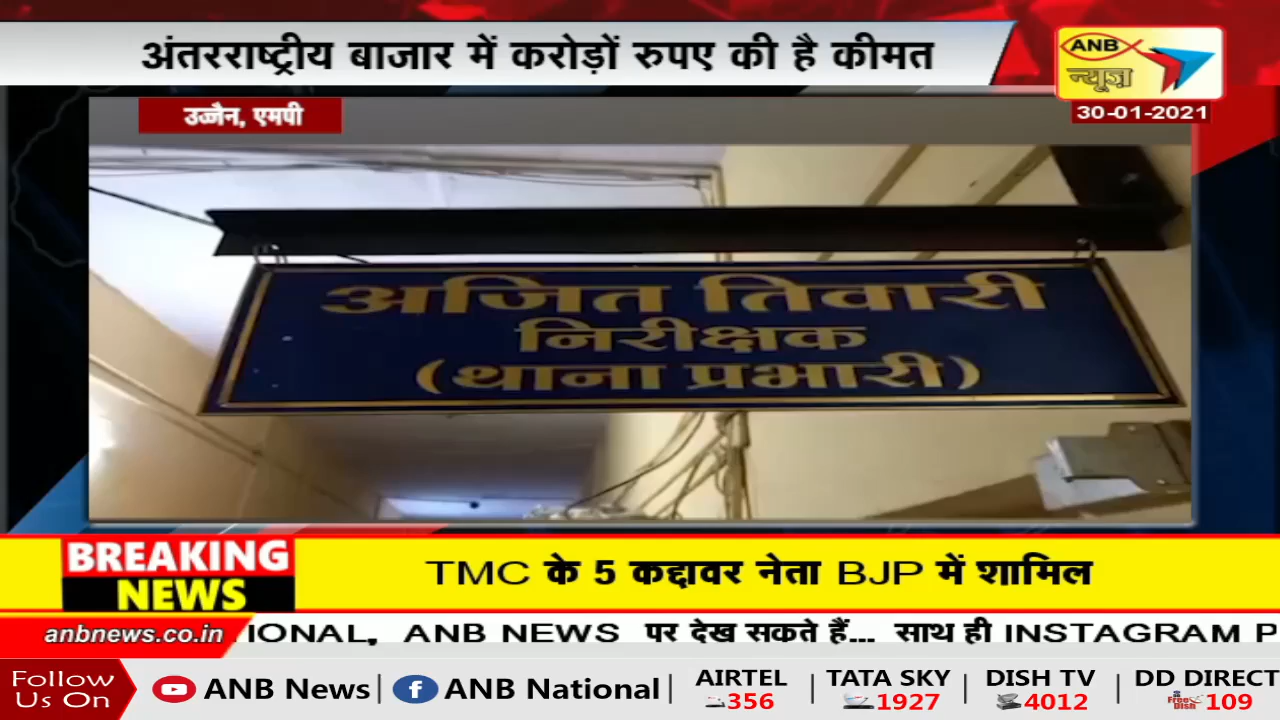 अंतरराष्ट्रीय बाजार में करोड़ों रुपए की है कीमत
ANB
न्यूज़
30-01-2021
उज्जैन, एमपी
अजित तिवारी
निरीक्षक
(थाना प्रभारी)
BREAKING
NEWS
TMC के 5 कद्दावर नेता BJP में शामिल
anbnews.co.in
IONAL, ANB NEWS पर देख सकते हैं... साथ ही INSTAGRAM P
Follow
Us On
ANB News| ANB National|
AIRTEL | TATA SKY | DISH TV | DD DIRECT
356 1927 4012 Free Dish 109